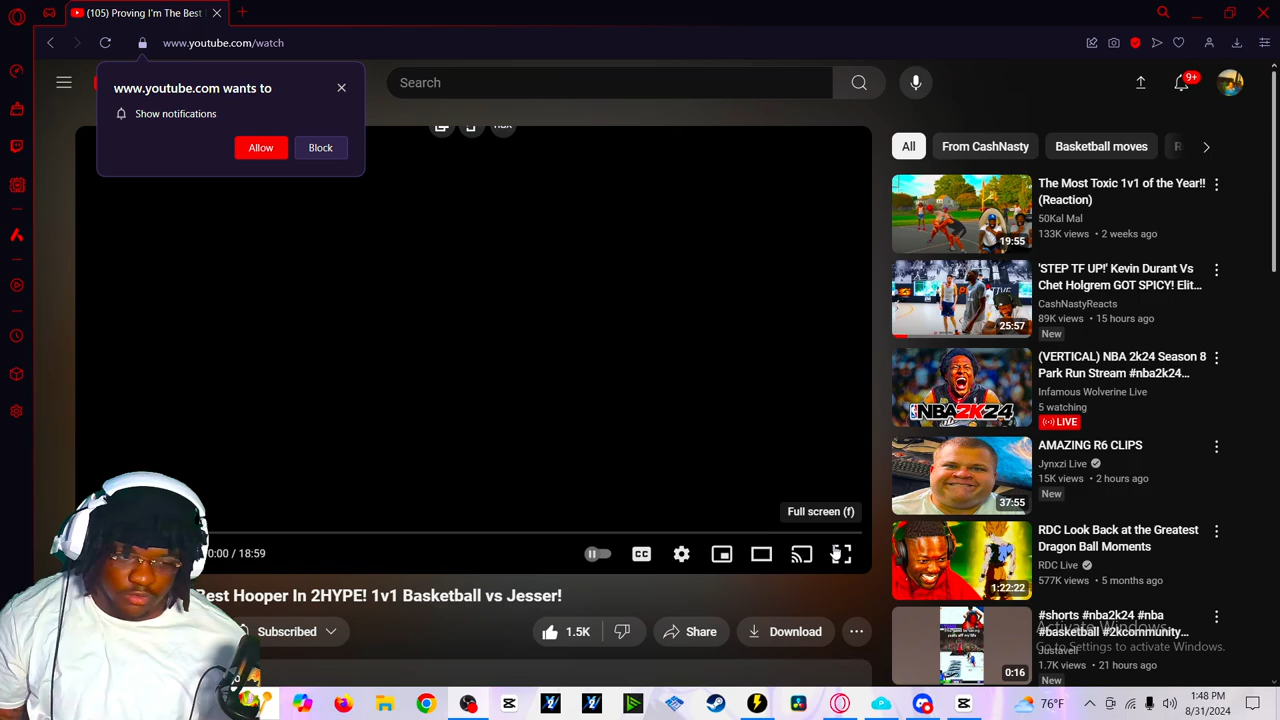 (105) Proving I'm The Best
www.youtube.com/watch
www.youtube.com wants to
Show notifications
Allow
Block
Search
9+
All
From CashNasty
Basketball moves
The Most Toxic 1v1 of the Year!!
(Reaction)
50Kal Mal
133K views • 2 weeks ago
19:55
'STEP TF UP!' Kevin Durant Vs
Chet Holgrem GOT SPICY! Elit...
CashNastyReacts
89K views • 15 hours ago
New
25:57
(VERTICAL) NBA 2k24 Season 8
Park Run Stream #nba2k24...
Infamous Wolverine Live
5 watching
LIVE
NBA2K24
AMAZING R6 CLIPS
Jynxzi Live
15K views • 2 hours ago
New
37:55
RDC Look Back at the Greatest
Dragon Ball Moments
RDC Live
577K views • 5 months ago
1:22:22
#shorts #nba2k24 #nba
#basketball #2kcommunity...
gustavell
1.7K views • 21 hours ago
New
0:16
Activate Windows
Go to Settings to activate Windows.
Full screen (f)
0:00 / 18:59
CC
Best Hooper In 2HYPE! 1v1 Basketball vs Jesser!
Subscribed
1.5K
Share
Download
76°F
1:48 PM
8/31/2024